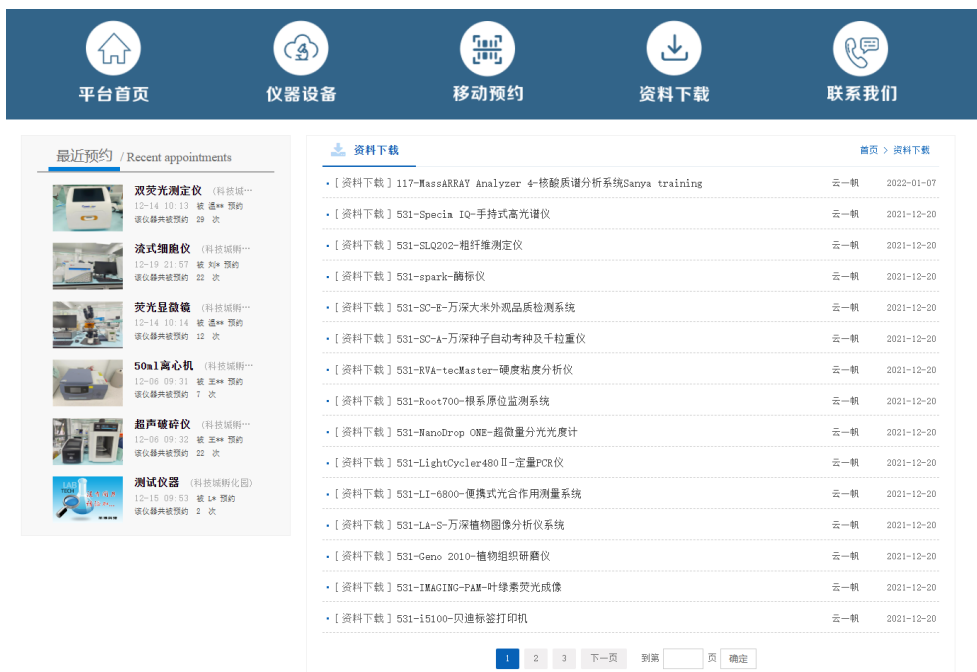 平台首页
仪器设备
移动预约
资料下载
联系我们
最近预约 / Recent appointments
双荧光测定仪 （科技城…
12-14 10:13 被 温** 预约
该仪器共被预约 29 次
流式细胞仪 （科技城孵…
12-19 21:57 被 刘* 预约
该仪器共被预约 22 次
荧光显微镜 （科技城孵…
12-14 10:14 被 温** 预约
该仪器共被预约 12 次
50ml离心机 （科技城孵…
12-06 09:31 被 王** 预约
该仪器共被预约 7 次
超声破碎仪 （科技城孵…
12-06 09:32 被 王** 预约
该仪器共被预约 22 次
LAB
TECH
测试仪器 （科技城孵化园）
12-15 09:53 被 L* 预约
该仪器共被预约 2 次
资料下载
首页 > 资料下载
· [ 资料下载 ] 117-MassARRAY Analyzer 4-核酸质谱分析系统Sanya training 云一帆 2022-01-07
· [ 资料下载 ] 531-Specim IQ-手持式高光谱仪 云一帆 2021-12-20
· [ 资料下载 ] 531-SLQ202-粗纤维测定仪 云一帆 2021-12-20
· [ 资料下载 ] 531-spark-酶标仪 云一帆 2021-12-20
· [ 资料下载 ] 531-SC-E-万深大米外观品质检测系统 云一帆 2021-12-20
· [ 资料下载 ] 531-SC-A-万深种子自动考种及千粒重仪 云一帆 2021-12-20
· [ 资料下载 ] 531-RVA-tecMaster-硬度粘度分析仪 云一帆 2021-12-20
· [ 资料下载 ] 531-Root700-根系原位监测系统 云一帆 2021-12-20
· [ 资料下载 ] 531-NanoDrop ONE-超微量分光光度计 云一帆 2021-12-20
· [ 资料下载 ] 531-LightCycler480Ⅱ-定量PCR仪 云一帆 2021-12-20
· [ 资料下载 ] 531-LI-6800-便携式光合作用测量系统 云一帆 2021-12-20
· [ 资料下载 ] 531-LA-S-万深植物图像分析仪系统 云一帆 2021-12-20
· [ 资料下载 ] 531-Geno 2010-植物组织研磨仪 云一帆 2021-12-20
· [ 资料下载 ] 531-IMAGING-PAM-叶绿素荧光成像 云一帆 2021-12-20
· [ 资料下载 ] 531-i5100-贝迪标签打印机 云一帆 2021-12-20
1 2 3 下一页 到第 页 确定